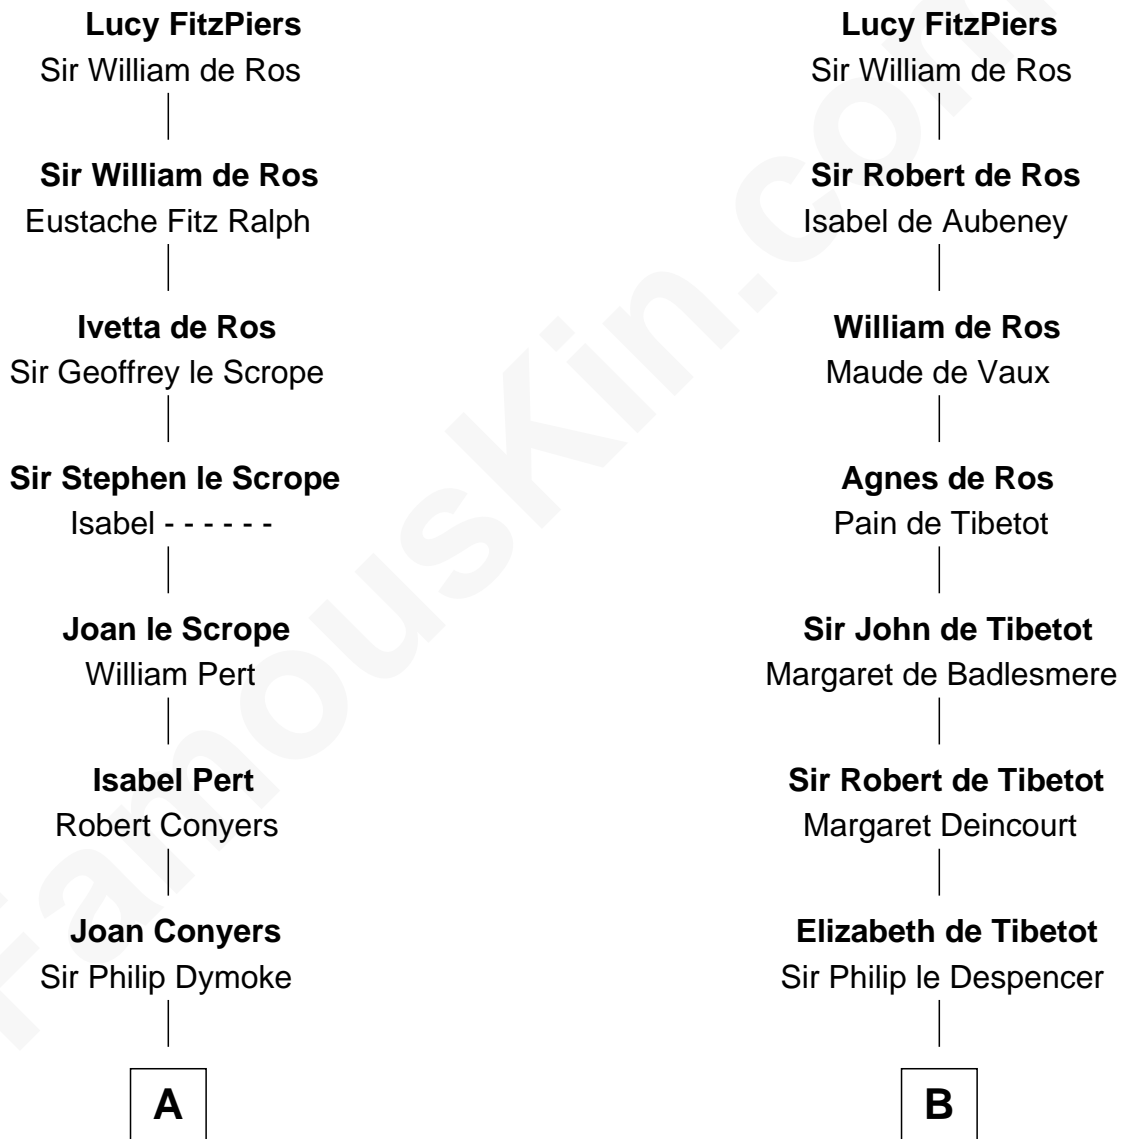 Lucy FitzPiers
Sir William de Ros
Sir William de Ros
Eustache Fitz Ralph
Ivetta de Ros
Sir Geoffrey le Scrope
Sir Stephen le Scrope
Isabel - - - - - -
Joan le Scrope
William Pert
Isabel Pert
Robert Conyers
Joan Conyers
Sir Philip Dymoke
A
Lucy FitzPiers
Sir William de Ros
Sir Robert de Ros
Isabel de Aubeney
William de Ros
Maude de Vaux
Agnes de Ros
Pain de Tibetot
Sir John de Tibetot
Margaret de Badlesmere
Sir Robert de Tibetot
Margaret Deincourt
Elizabeth de Tibetot
Sir Philip le Despencer
B
FamousKin.com